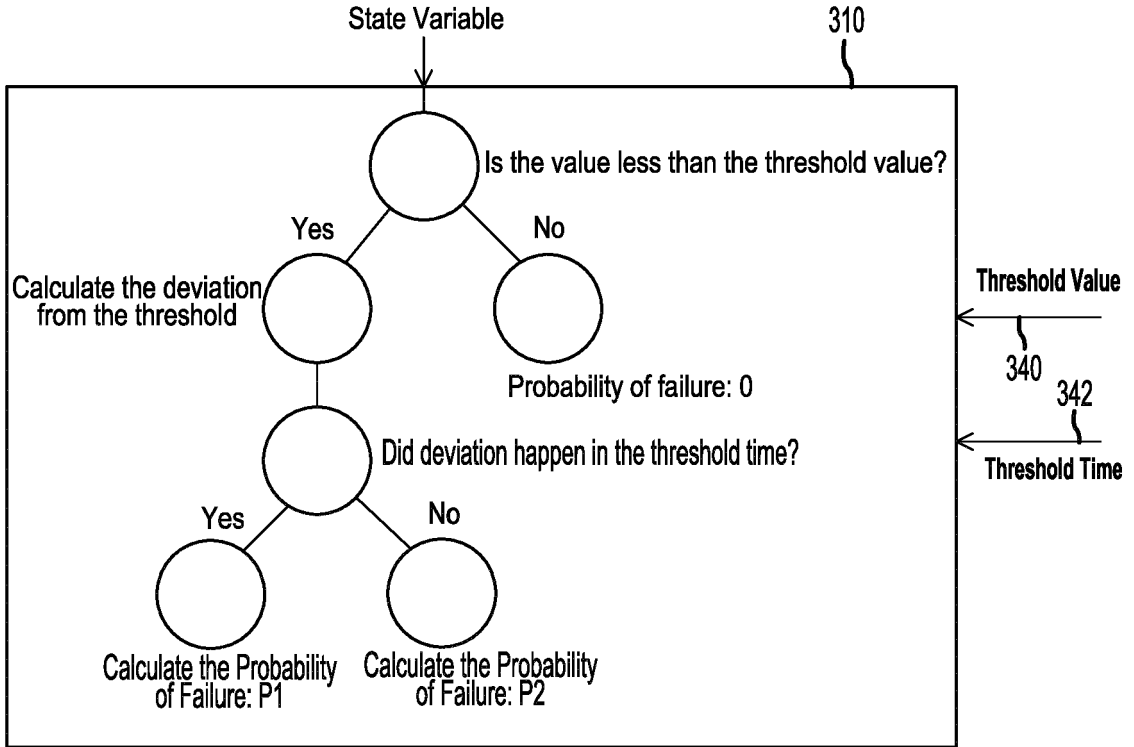 State Variable
310
Is the value less than the threshold value?
Yes
No
Calculate the deviation
from the threshold
Threshold Value
340
Probability of failure: 0
342
Did deviation happen in the threshold time?
Threshold Time
Yes
No
Calculate the Probability
of Failure: P1
Calculate the Probability
of Failure: P2